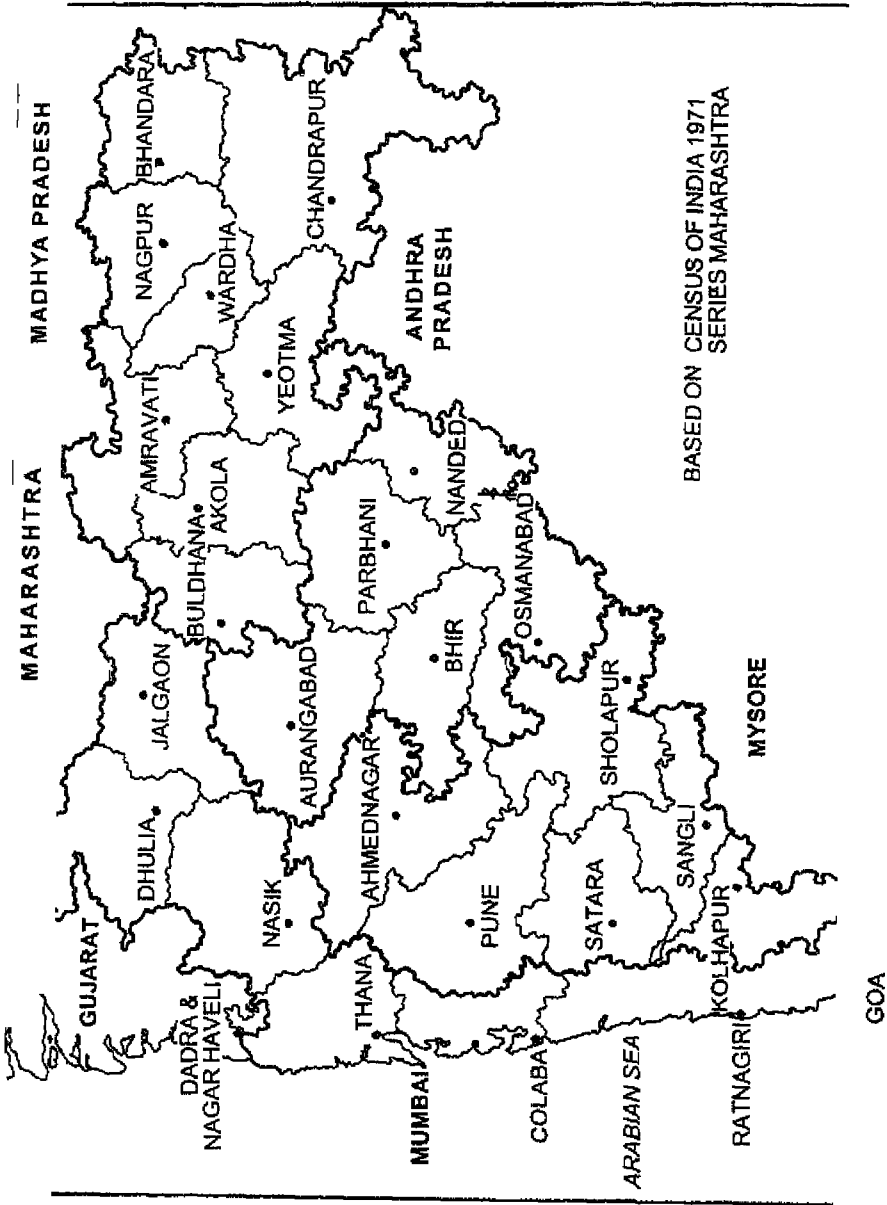 MAHARASHTRA
MADHYA PRADESH
GUJARAT
DHULIA
JALGAON
BULDHANA
AKOLA
AMRAVATI
NAGPUR
BHANDARA
WARDHA
DADRA &
NAGAR HAVELI
NASIK
AURANGABAD
YEOTMA
CHANDRAPUR
THANA
AHMEDNAGAR
PARBHANI
ANDHRA
PRADESH
MUMBAI
PUNE
BHIR
NANDED
COLABA
SATARA
OSMANABAD
ARABIAN SEA
SHOLAPUR
SANGLI
RATNAGIRI
KOLHAPUR
MYSORE
BASED ON CENSUS OF INDIA 1971
SERIES MAHARASHTRA
GOA